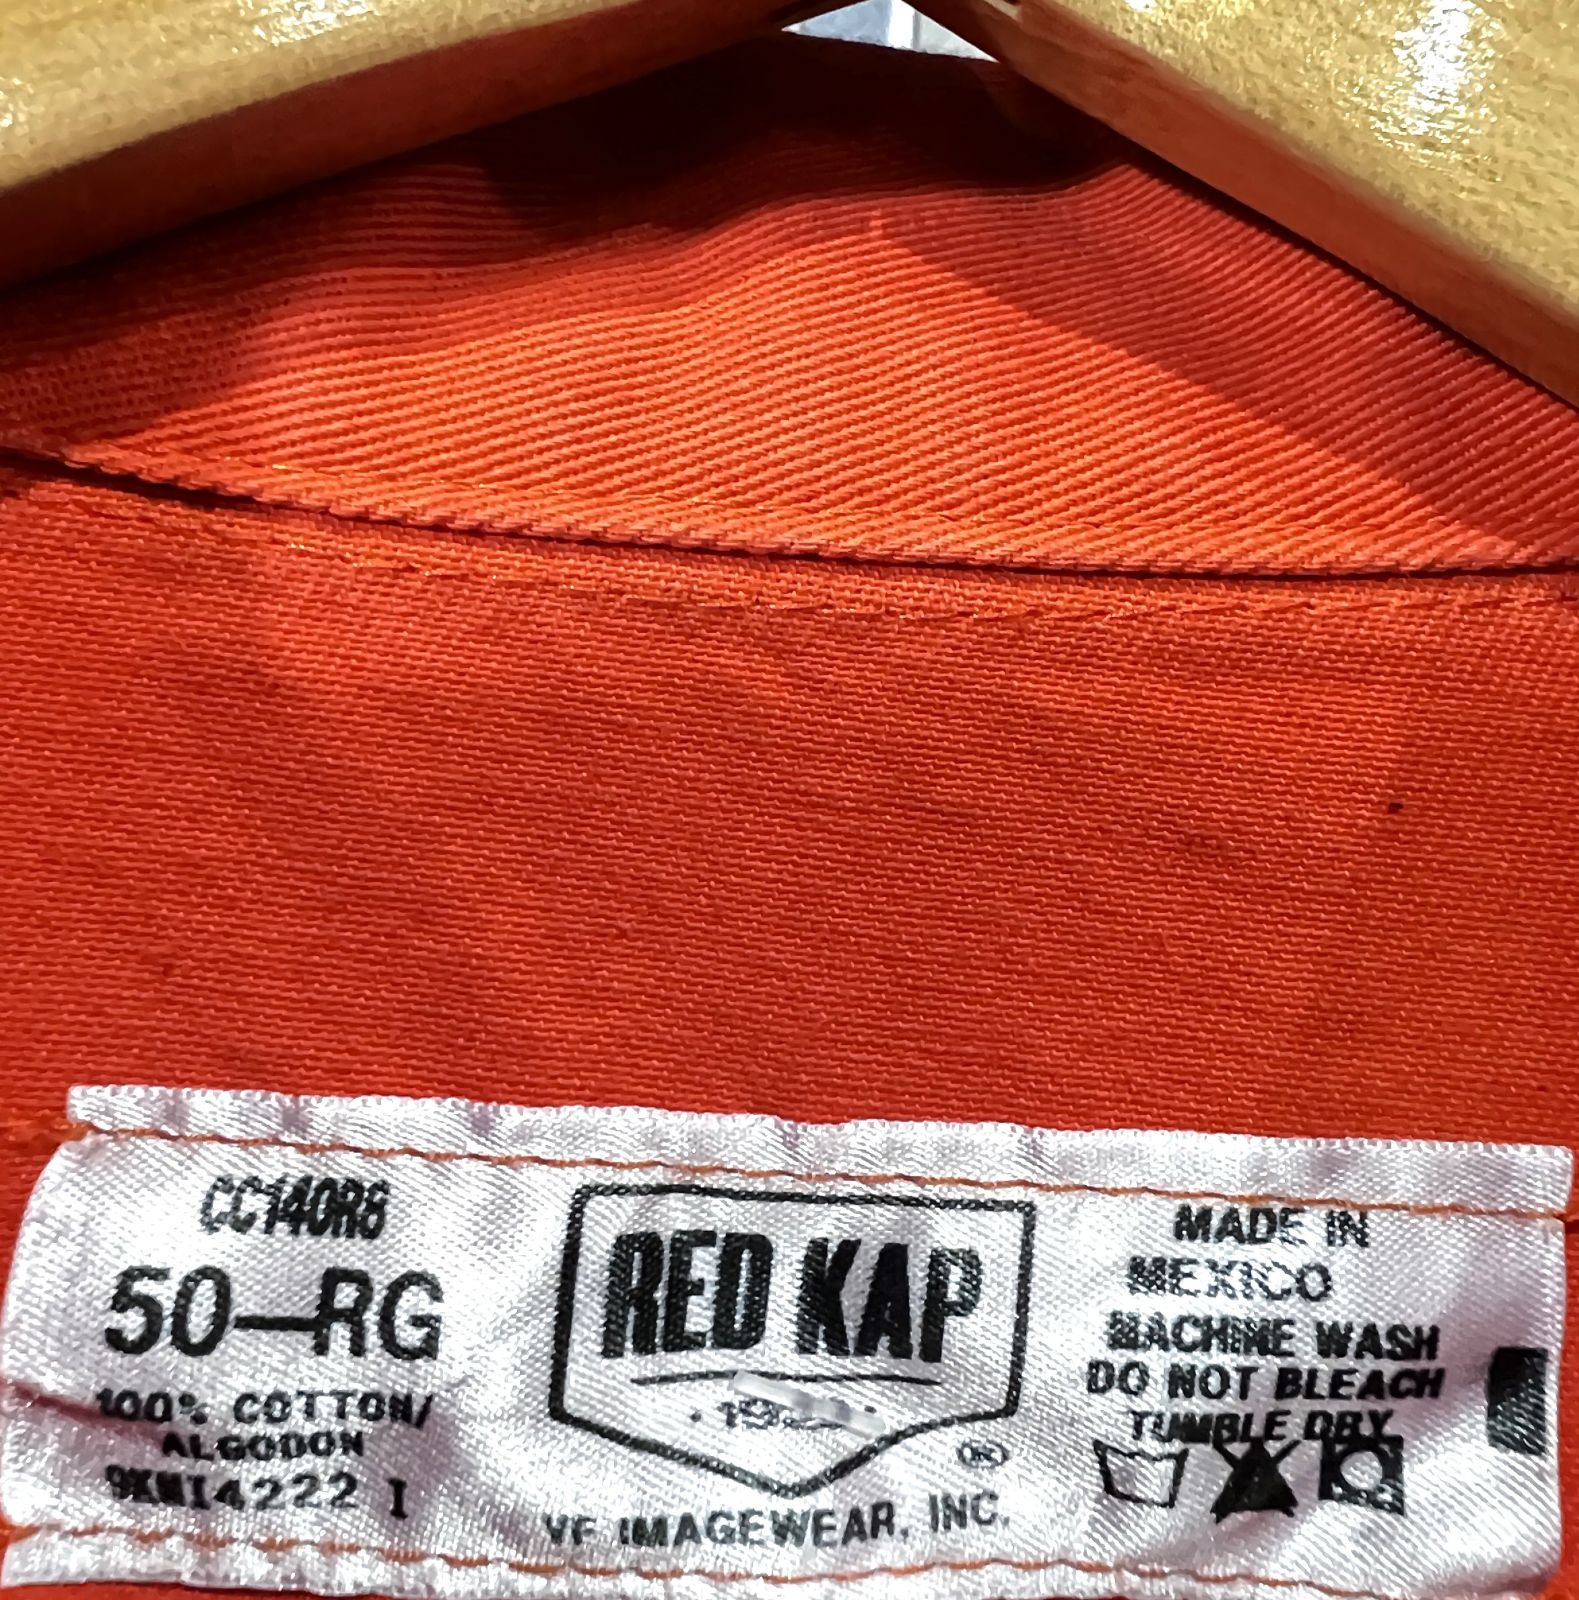 CC140R6
50-RG
100% COTTON/
ALGODON
4222 I
RED KAP
®
VF IMAGEWEAR, INC.
MADE IN
MEXICO
MACHINE WASH
DO NOT BLEACH
TUMBLE DRY